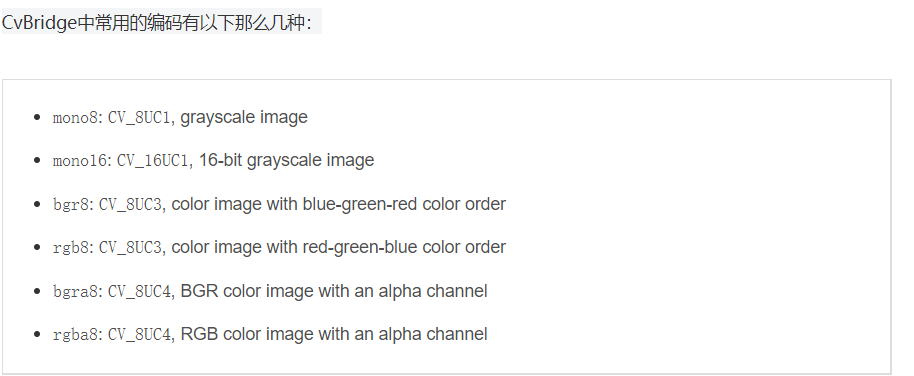 CvBridge中常用的编码有以下那么几种：
mono8: CV_8UC1, grayscale image
mono16: CV_16UC1, 16-bit grayscale image
bgr8: CV_8UC3, color image with blue-green-red color order
rgb8: CV_8UC3, color image with red-green-blue color order
bgra8: CV_8UC4, BGR color image with an alpha channel
rgba8: CV_8UC4, RGB color image with an alpha channel